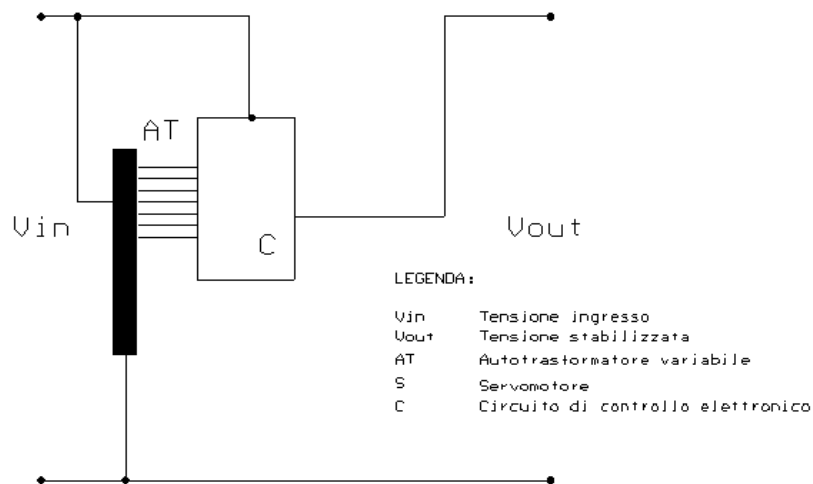 AT
Vin
Vout
C
LEGENDA:
Vin Tensione ingresso
Vout Tensione stabilizzata
AT Autotrasformatore variabile
S Servomotore
C Circuito di controllo elettronico